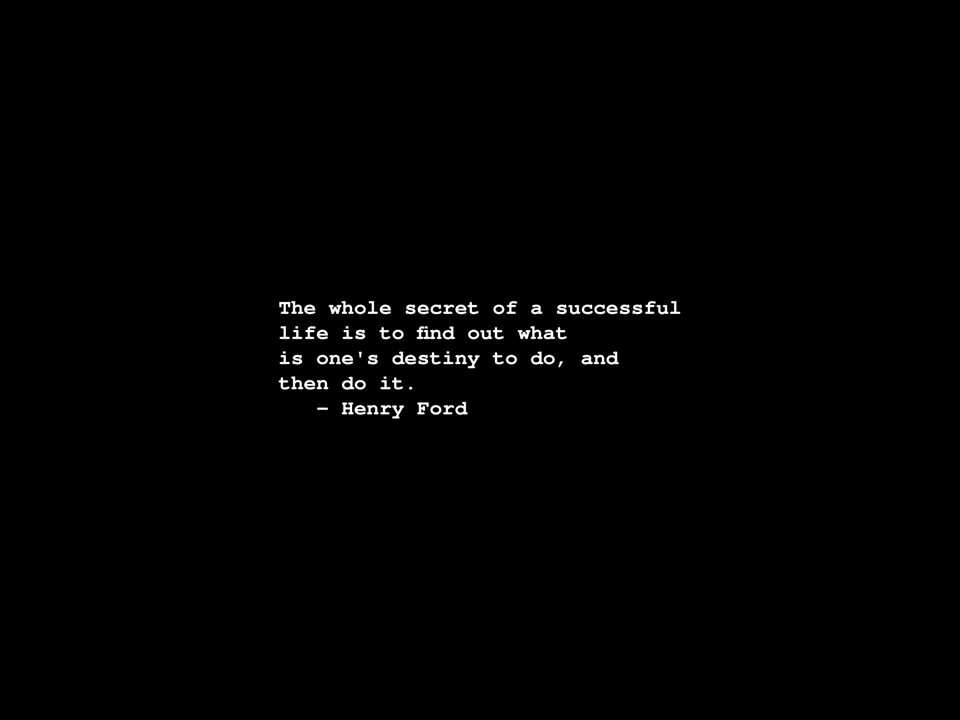 The whole secret of a successful
life is to find out what
is one's destiny to do, and
then do it.
– Henry Ford